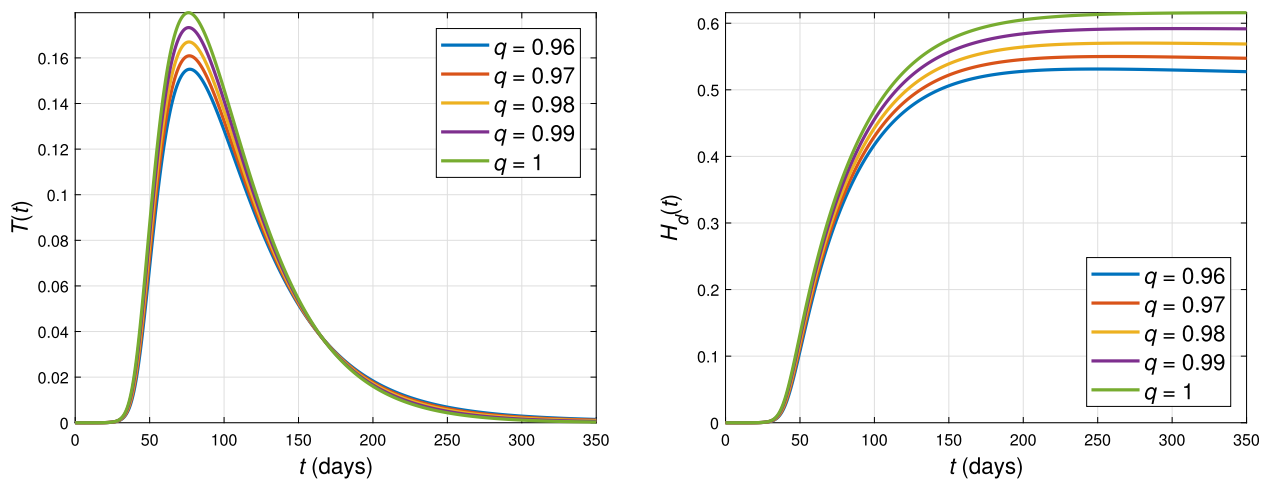 T(t)
0.16
0.14
0.12
0.1
0.08
0.06
0.04
0.02
0
0 50 100 150 200 250 300 350
t (days)
q = 0.96
q = 0.97
q = 0.98
q = 0.99
q = 1
H_d(t)
0.6
0.5
0.4
0.3
0.2
0.1
0
0 50 100 150 200 250 300 350
t (days)
q = 0.96
q = 0.97
q = 0.98
q = 0.99
q = 1